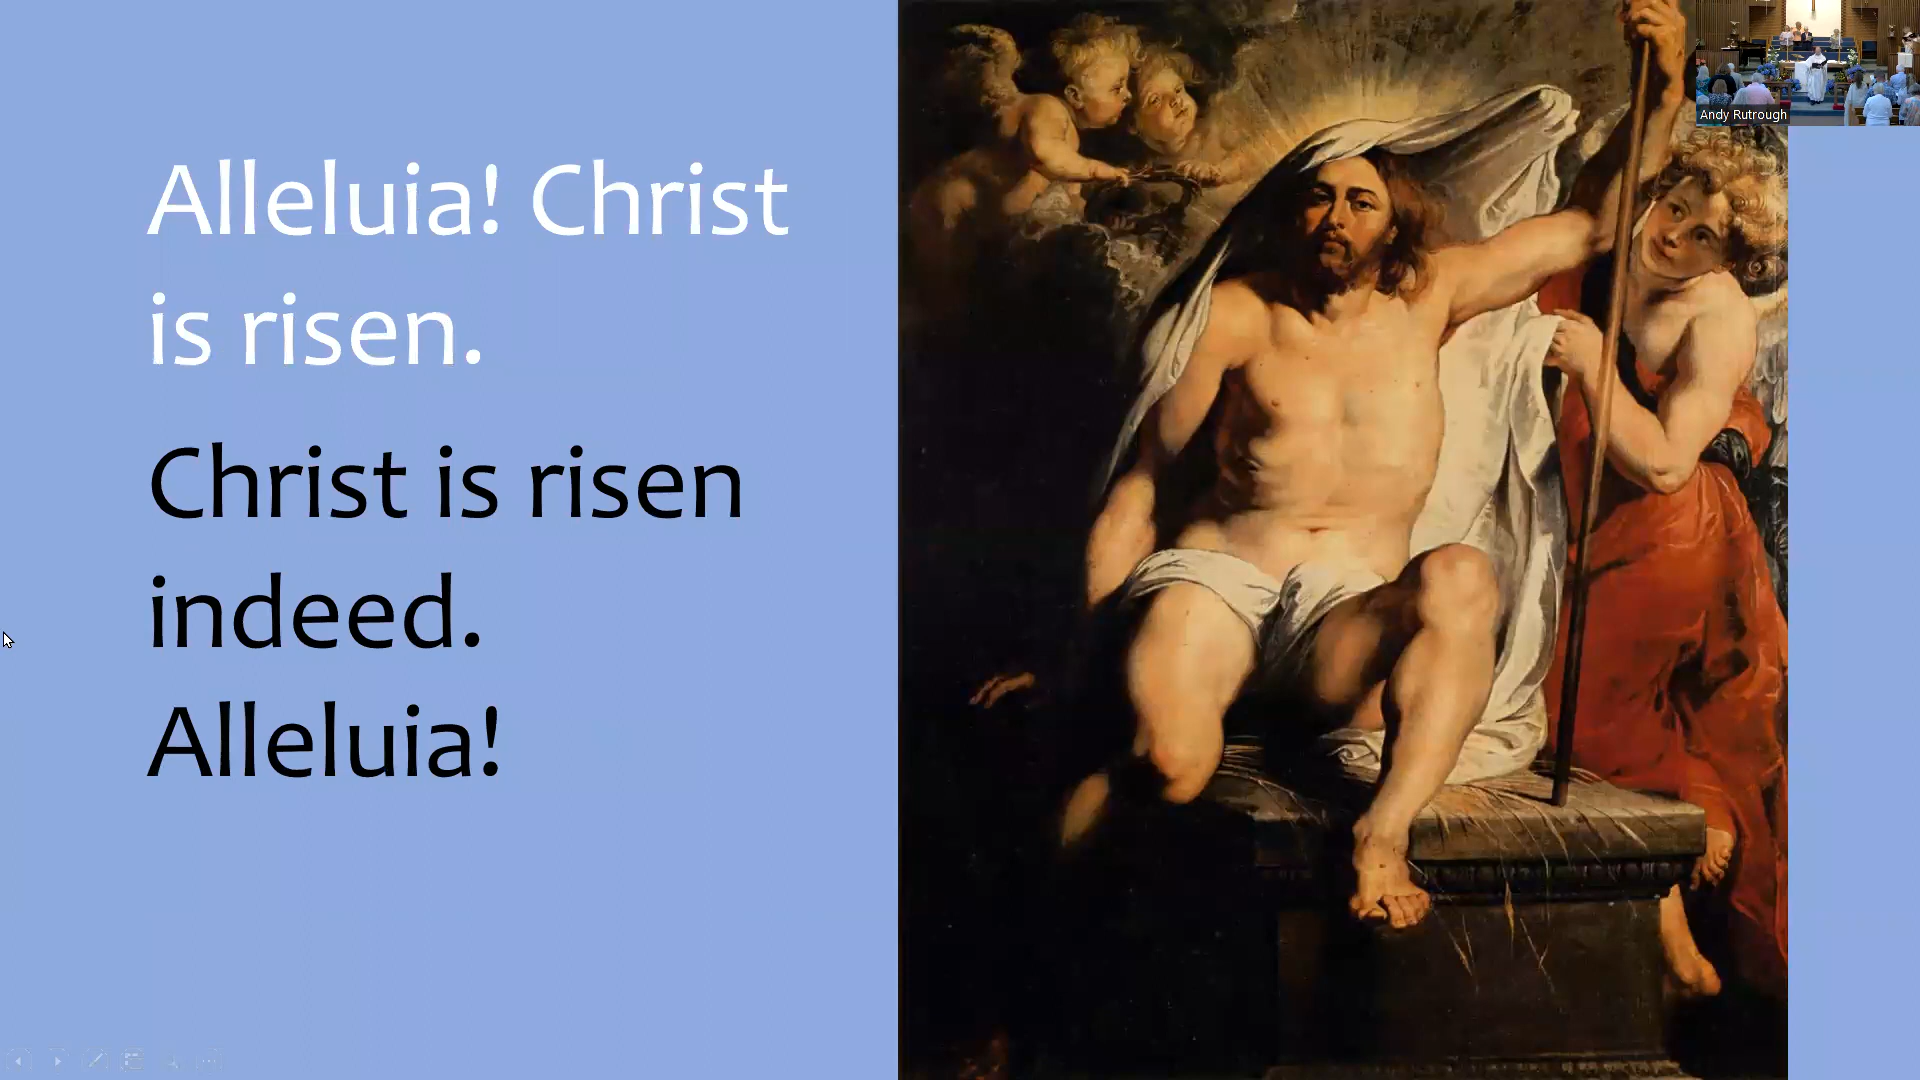 Alleluia! Christ
is risen.
Christ is risen
indeed.
Alleluia!
Andy Rutrough